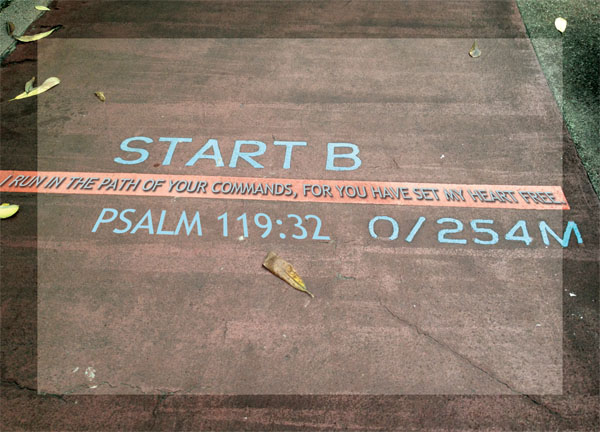 START B
I RUN IN THE PATH OF YOUR COMMANDS, FOR YOU HAVE SET MY HEART FREE.
PSALM 119:32 0/254M